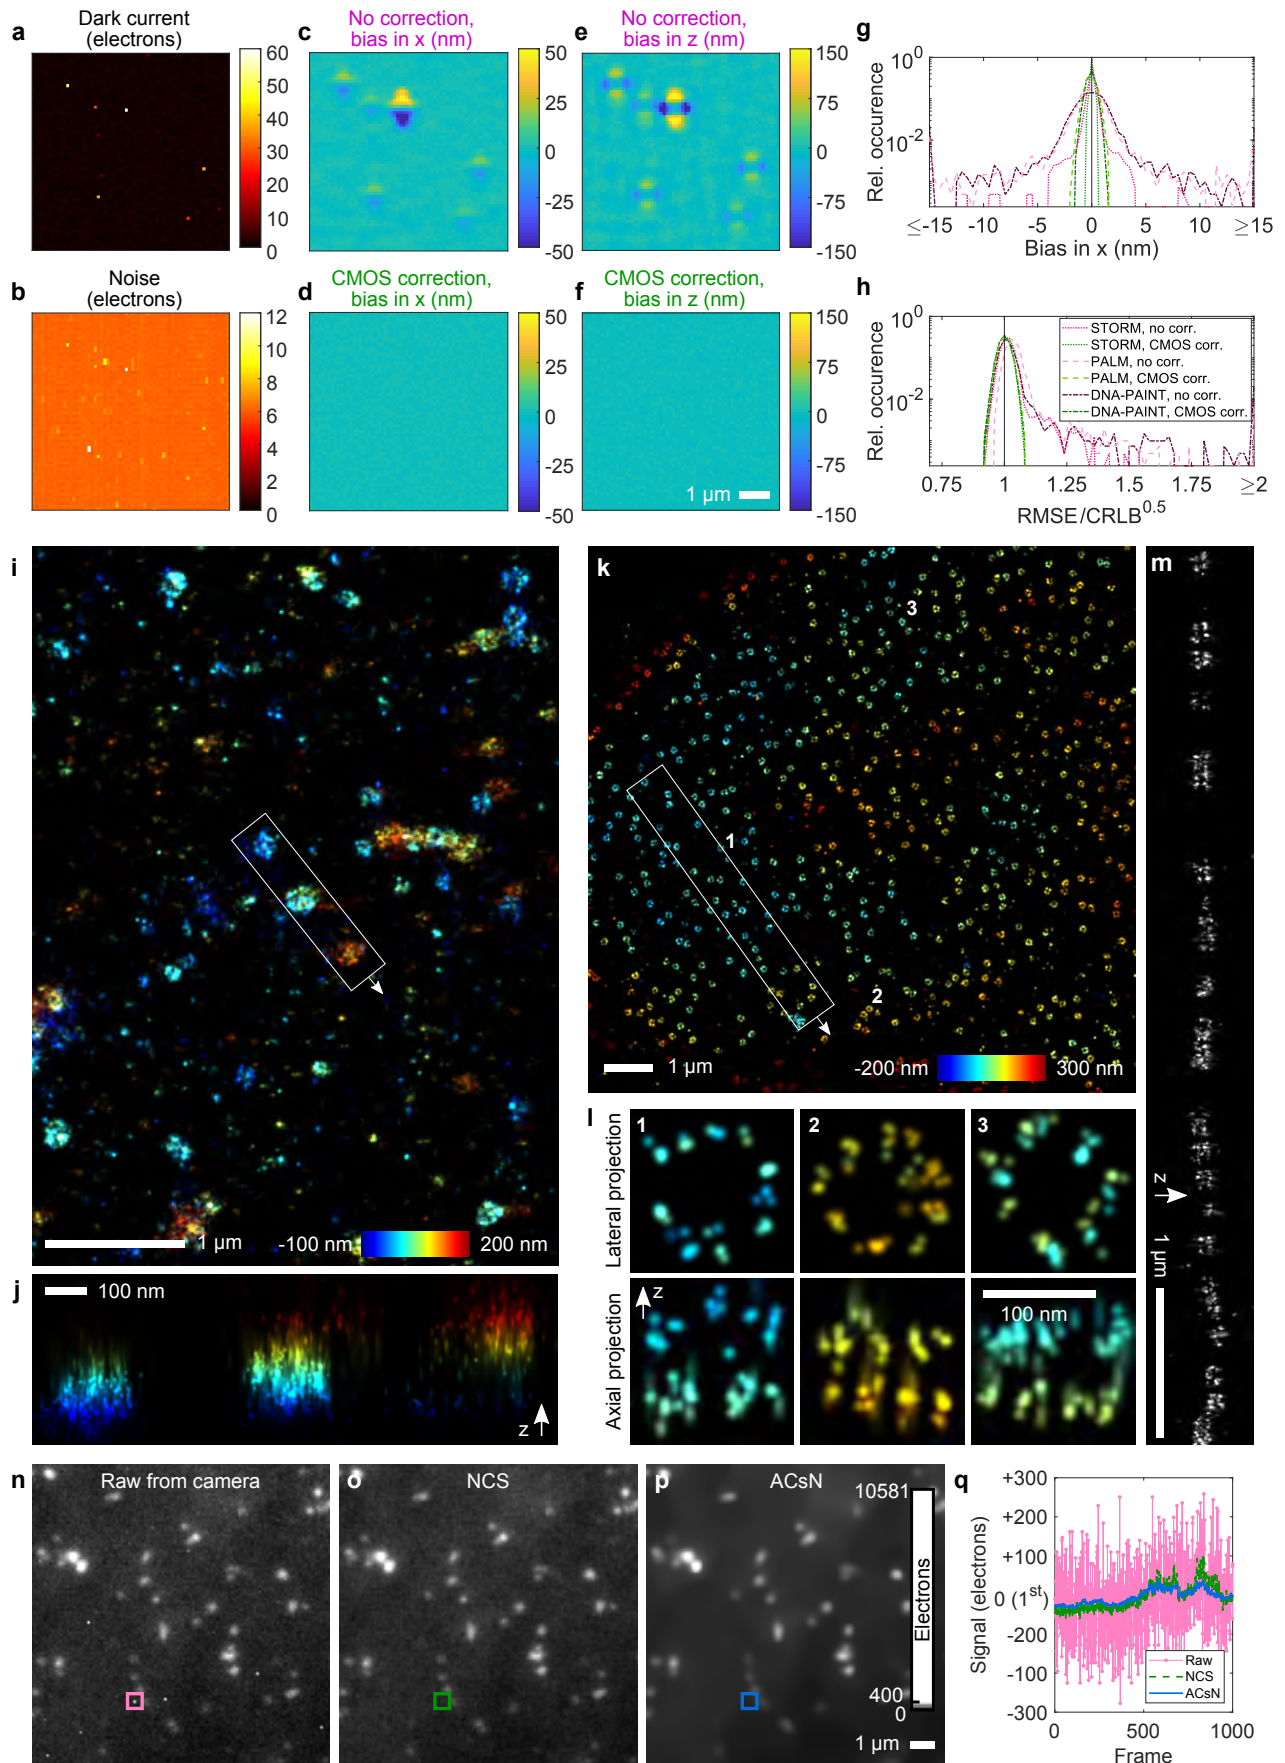 a
Dark current
(electrons)
60
50
40
30
20
10
0
c
No correction,
bias in x (nm)
50
25
0
-25
-50
e
No correction,
bias in z (nm)
150
75
0
-75
-150
g
Rel. occurence
10^0
10^-2
≤-15
-10
-5
0
5
10
≥15
Bias in x (nm)
b
Noise
(electrons)
12
10
8
6
4
2
0
d
CMOS correction,
bias in x (nm)
50
25
0
-25
-50
f
CMOS correction,
bias in z (nm)
1 µm
150
75
0
-75
-150
h
Rel. occurence
10^0
10^-2
STORM, no corr.
STORM, CMOS corr.
PALM, no corr.
PALM, CMOS corr.
DNA-PAINT, no corr.
DNA-PAINT, CMOS corr.
0.75
1
1.25
1.5
1.75
≥2
RMSE/CRLB^0.5
i
1 µm
-100 nm
200 nm
j
100 nm
z
k
3
1
2
1 µm
-200 nm
300 nm
l
Lateral projection
1
2
3
Axial projection
z
100 nm
m
z
1 µm
n
Raw from camera
o
NCS
p
ACsN
10581
Electrons
400
0
1 µm
q
Signal (electrons)
+300
+200
+100
0 (1^st)
-200
-100
-300
Raw
NCS
ACsN
0
500
1000
Frame